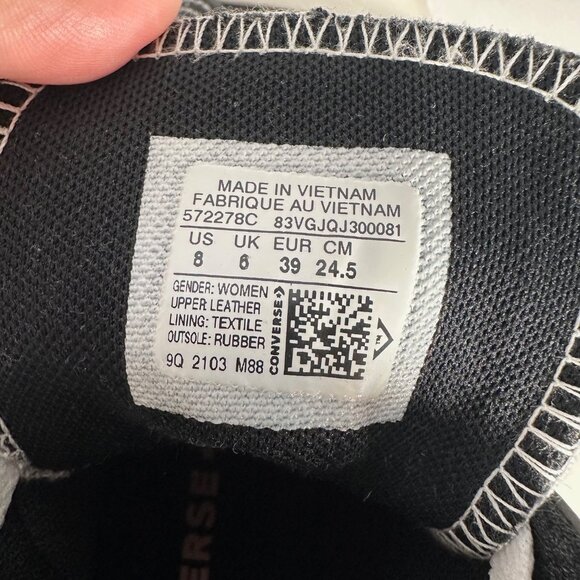 MADE IN VIETNAM
FABRIQUE AU VIETNAM
572278C 83VGJQJ300081
US UK EUR CM
8 6 39 24.5
GENDER: WOMEN
UPPER: LEATHER
LINING: TEXTILE
OUTSOLE: RUBBER
9Q 2103 M88
CONVERSE
ERSE